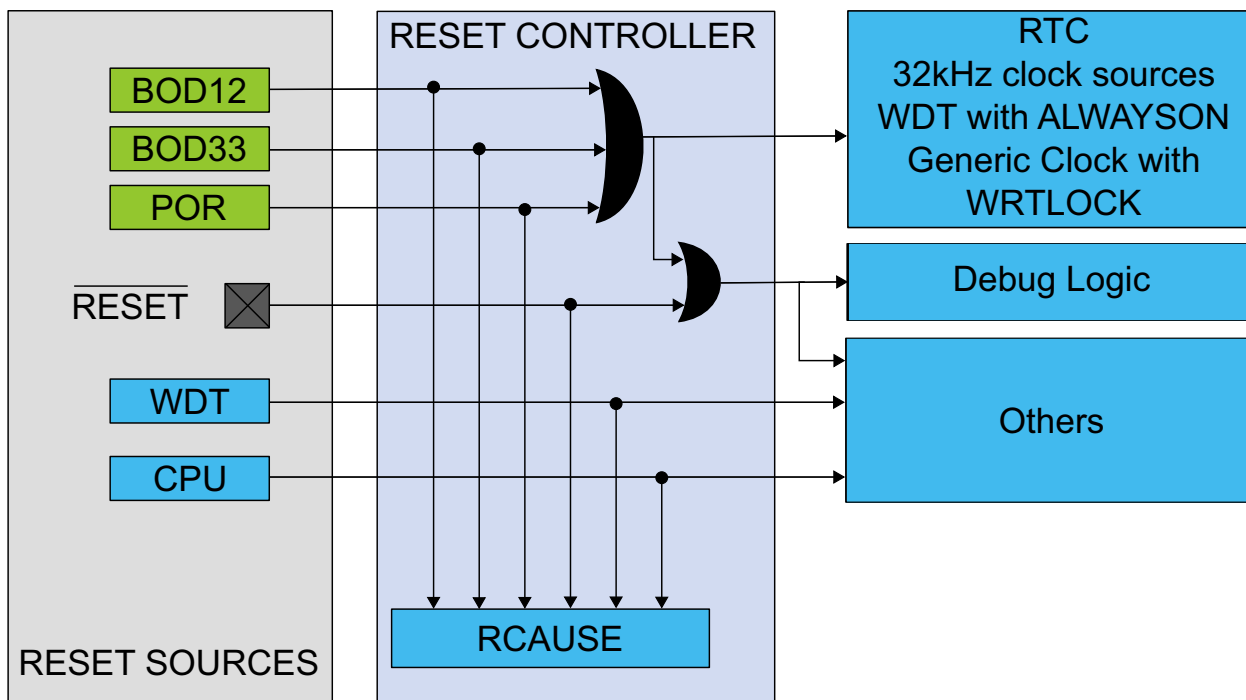 BOD12
BOD33
POR
RESET
WDT
CPU
RESET SOURCES
RESET CONTROLLER
RCAUSE
RTC
32kHz clock sources
WDT with ALWAYSON
Generic Clock with
WRTLOCK
Debug Logic
Others